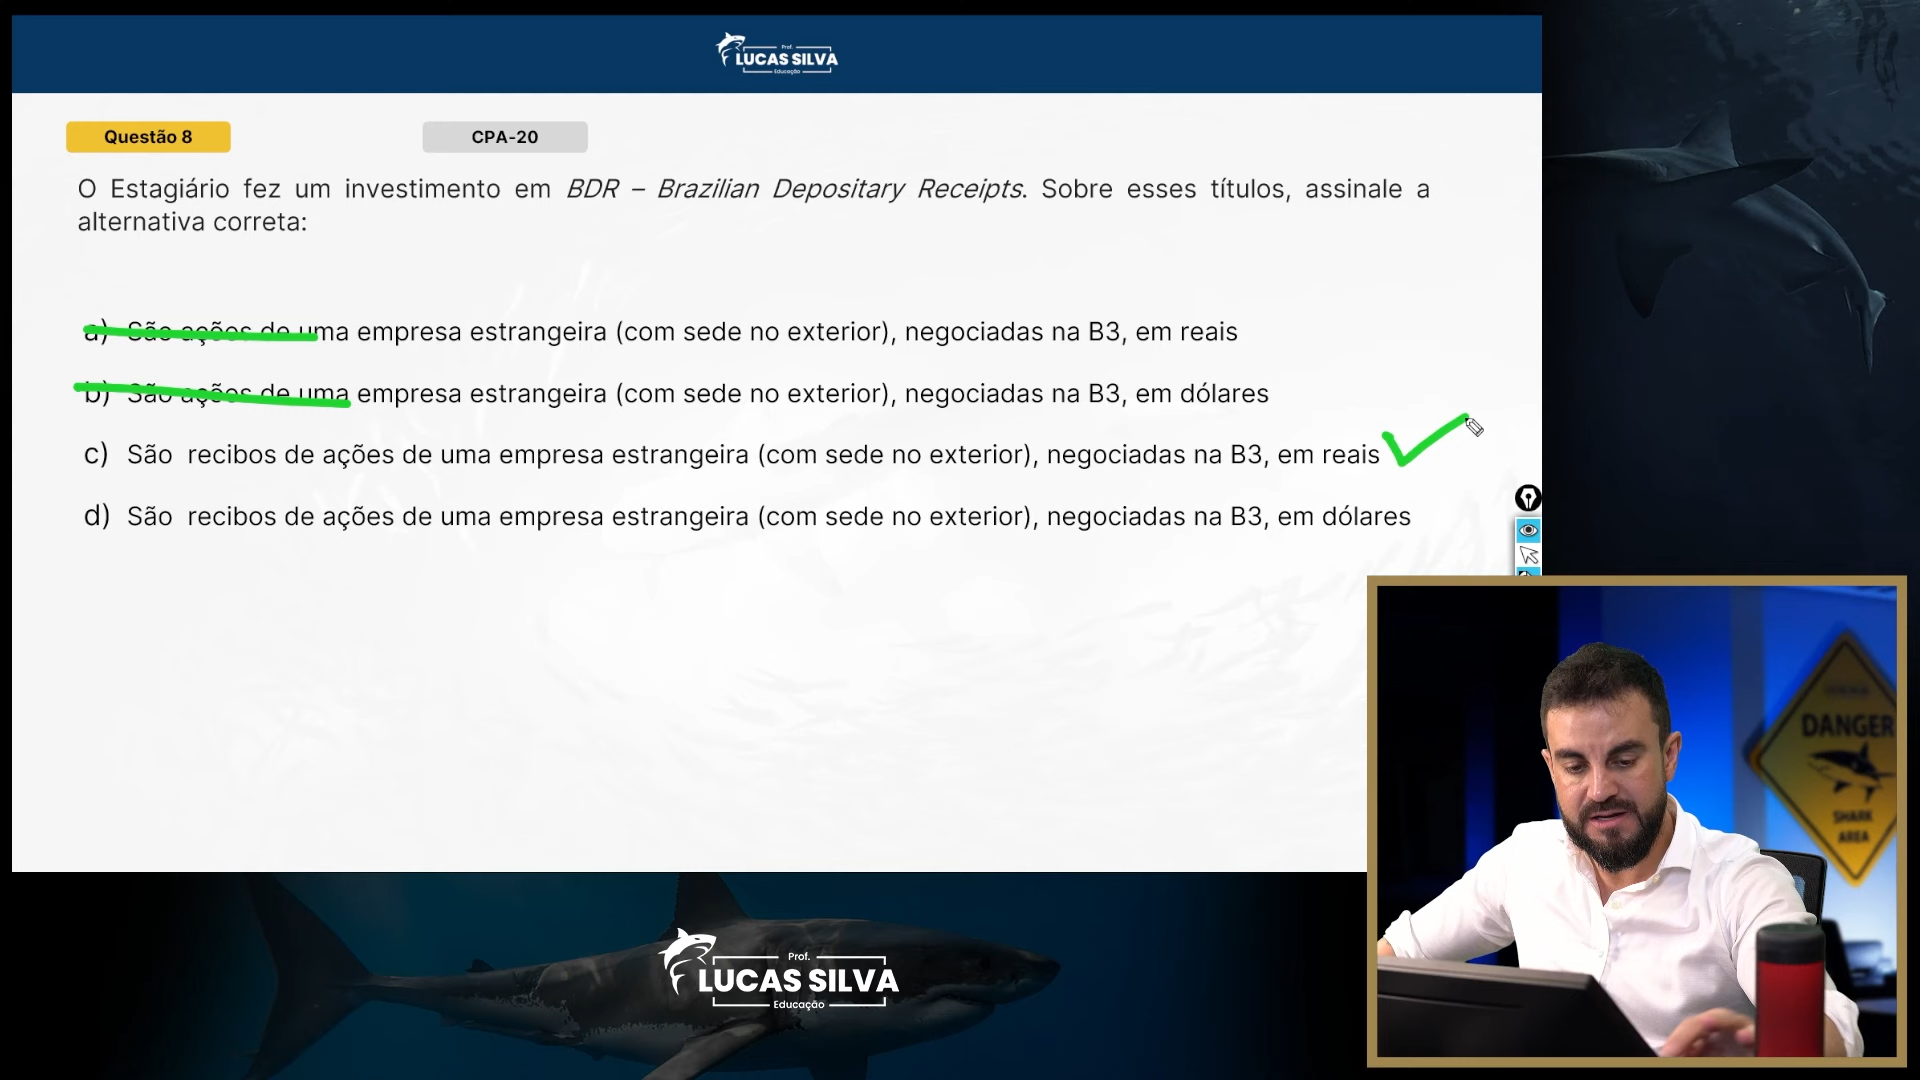 Prof.
LUCAS SILVA
Educação
Questão 8
CPA-20
O Estagiário fez um investimento em BDR – Brazilian Depositary Receipts. Sobre esses títulos, assinale a
alternativa correta:
a) São ações de uma empresa estrangeira (com sede no exterior), negociadas na B3, em reais
b) São ações de uma empresa estrangeira (com sede no exterior), negociadas na B3, em dólares
c) São recibos de ações de uma empresa estrangeira (com sede no exterior), negociadas na B3, em reais
d) São recibos de ações de uma empresa estrangeira (com sede no exterior), negociadas na B3, em dólares
DANGER
SHARK
AREA
Prof.
LUCAS SILVA
Educação